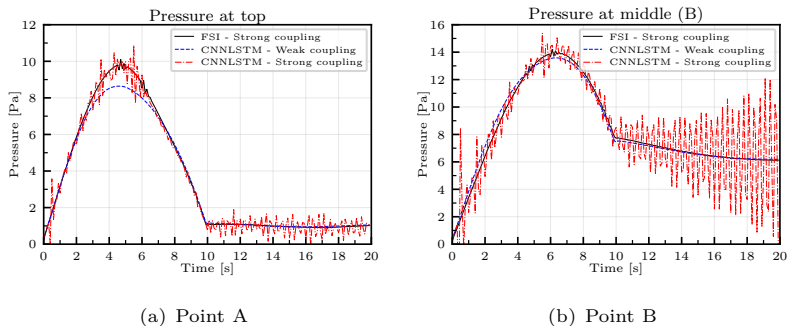 Pressure at top
12
10
8
6
4
2
0
Pressure [Pa]
FSI - Strong coupling
CNNLSTM - Weak coupling
CNNLSTM - Strong coupling
0 2 4 6 8 10 12 14 16 18 20
Time [s]
(a) Point A
Pressure at middle (B)
16
14
12
10
8
6
4
2
0
Pressure [Pa]
FSI - Strong coupling
CNNLSTM - Weak coupling
CNNLSTM - Strong coupling
0 2 4 6 8 10 12 14 16 18 20
Time [s]
(b) Point B